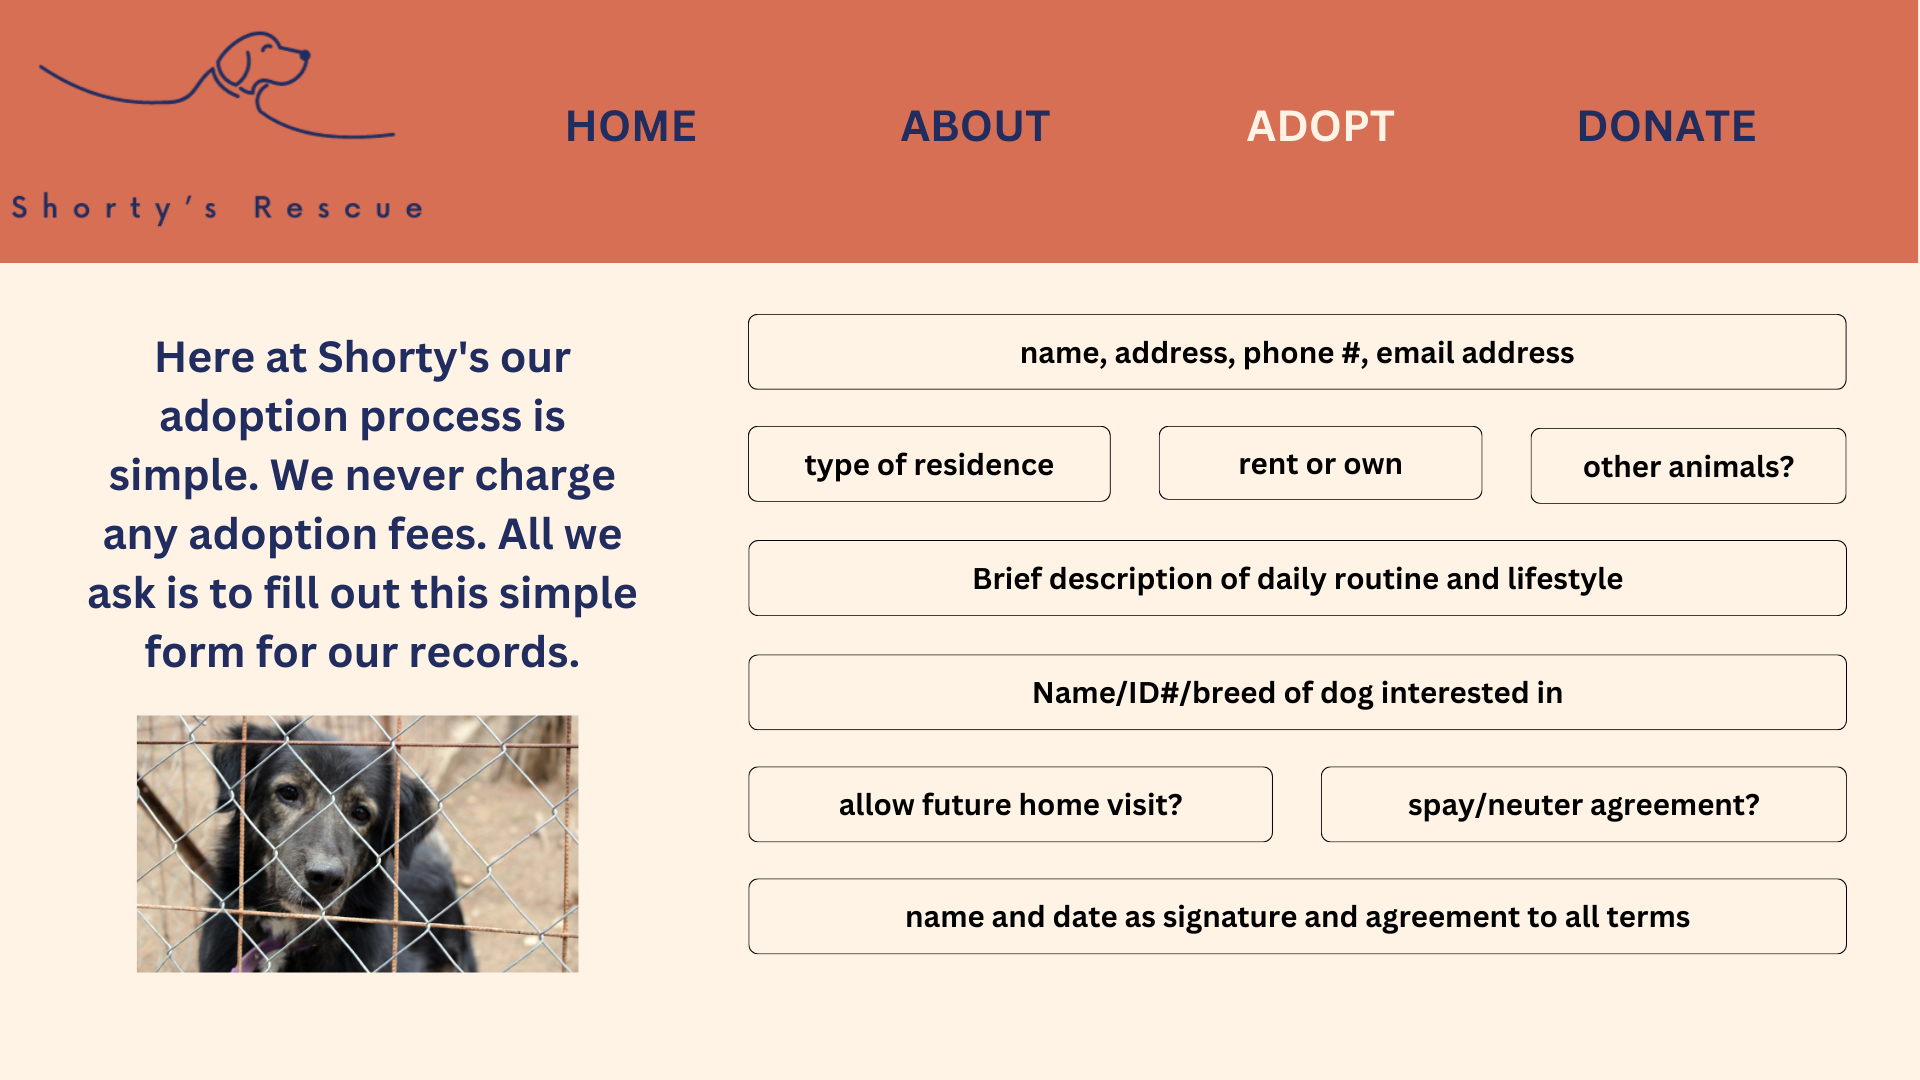 HOME
ABOUT
ADOPT
DONATE
Shorty's Rescue
Here at Shorty's our
adoption process is
simple. We never charge
any adoption fees. All we
ask is to fill out this simple
form for our records.
name, address, phone #, email address
type of residence
rent or own
other animals?
Brief description of daily routine and lifestyle
Name/ID#/breed of dog interested in
allow future home visit?
spay/neuter agreement?
name and date as signature and agreement to all terms